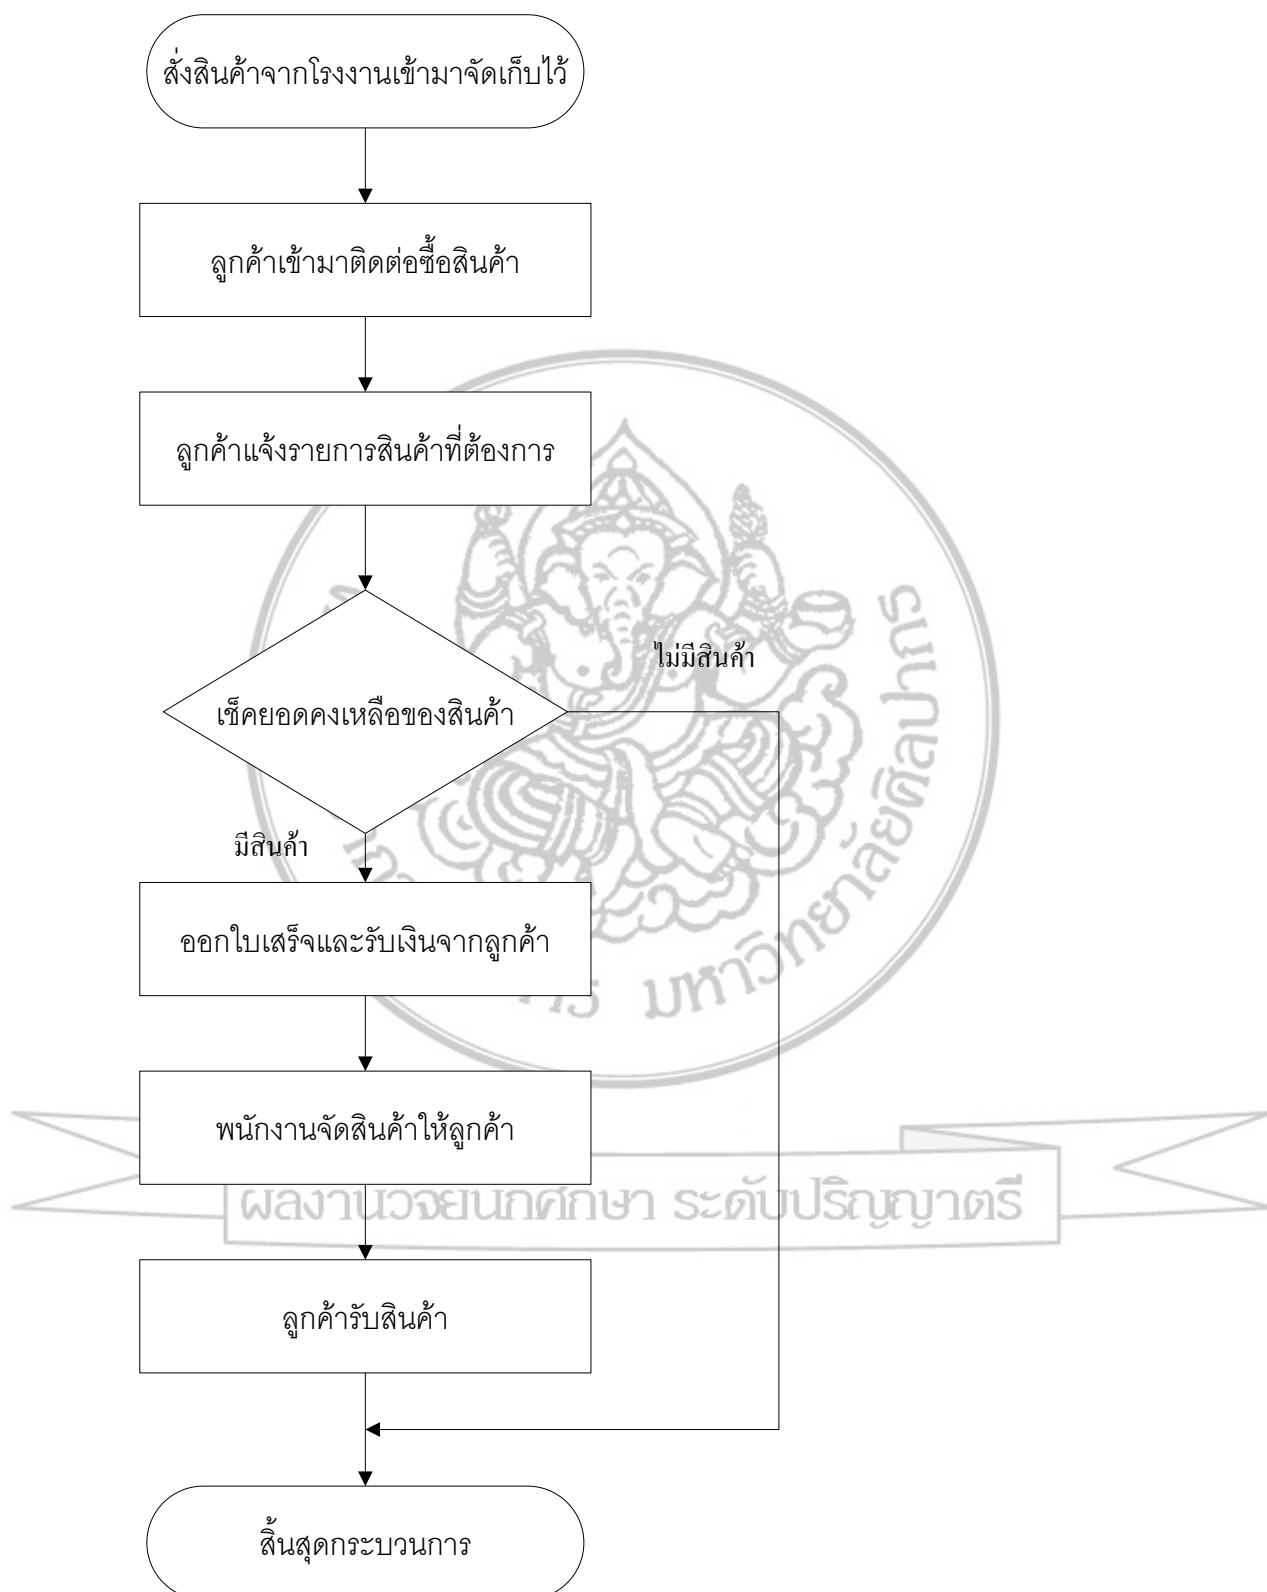 สั่งสินค้าจากโรงงานเข้ามาจัดเก็บไว้
ลูกค้าเข้ามาติดต่อซื้อสินค้า
ลูกค้าแจ้งรายการสินค้าที่ต้องการ
ไม่มีสินค้า
เช็คยอดคงเหลือของสินค้า
มีสินค้า
ออกใบเสร็จและรับเงินจากลูกค้า
พนักงานจัดสินค้าให้ลูกค้า
ลูกค้ารับสินค้า
สิ้นสุดกระบวนการ
มหาวิทยาลัยศิลปากร
ระดับปริญญาตรี